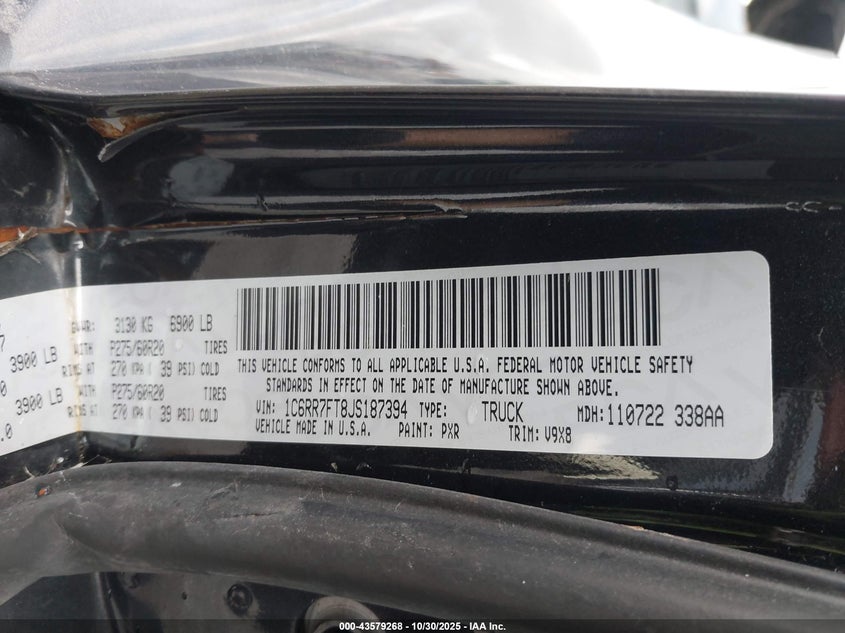 GVWR: 3130 KG 6900 LB
3900 LB WITH P275/60R20 TIRES
RIMS AT 270 KPA ( 39 PSI) COLD
3900 LB WITH P275/60R20 TIRES
RIMS AT 270 KPA ( 39 PSI) COLD
THIS VEHICLE CONFORMS TO ALL APPLICABLE U.S.A. FEDERAL MOTOR VEHICLE SAFETY
STANDARDS IN EFFECT ON THE DATE OF MANUFACTURE SHOWN ABOVE.
VIN: 1C6RR7FT8JS187394 TYPE: TRUCK MDH:110722 338AA
VEHICLE MADE IN U.S.A. PAINT: PXR TRIM: V9X8
000-43579268 - 10/30/2025 - IAA Inc.